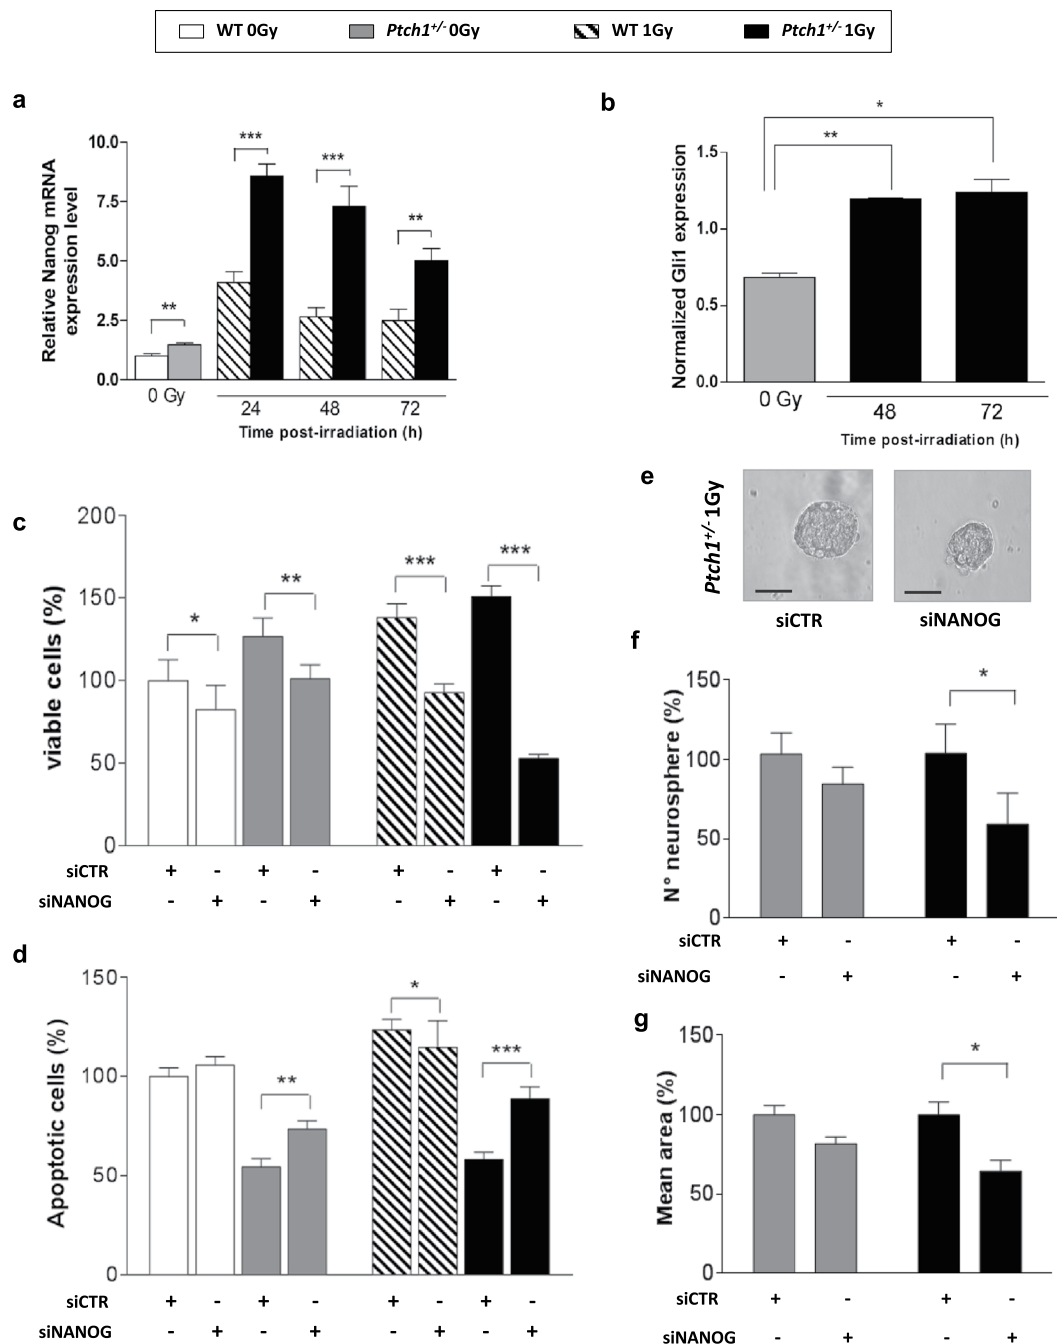 WT 0Gy Ptch1+/- 0Gy WT 1Gy Ptch1+/- 1Gy
a
Relative Nanog mRNA
expression level
10.0
7.5
5.0
2.5
0.0
** *** *** **
0 Gy 24 48 72
Time post-irradiation (h)
b
Normalized Gli1 expression
1.5
1.0
0.5
0.0
*
**
0 Gy 48 72
Time post-irradiation (h)
c
viable cells (%)
200
150
100
50
0
* ** *** ***
siCTR + - + - + - + -
siNANOG - + - + - + - +
d
Apoptotic cells (%)
150
100
50
0
** * ***
siCTR + - + - + - + -
siNANOG - + - + - + - +
e
Ptch1+/- 1Gy
siCTR siNANOG
f
N° neurosphere (%)
150
100
50
0
*
siCTR + - + -
siNANOG - + - +
g
Mean area (%)
150
100
50
0
*
siCTR + - + -
siNANOG - + - +